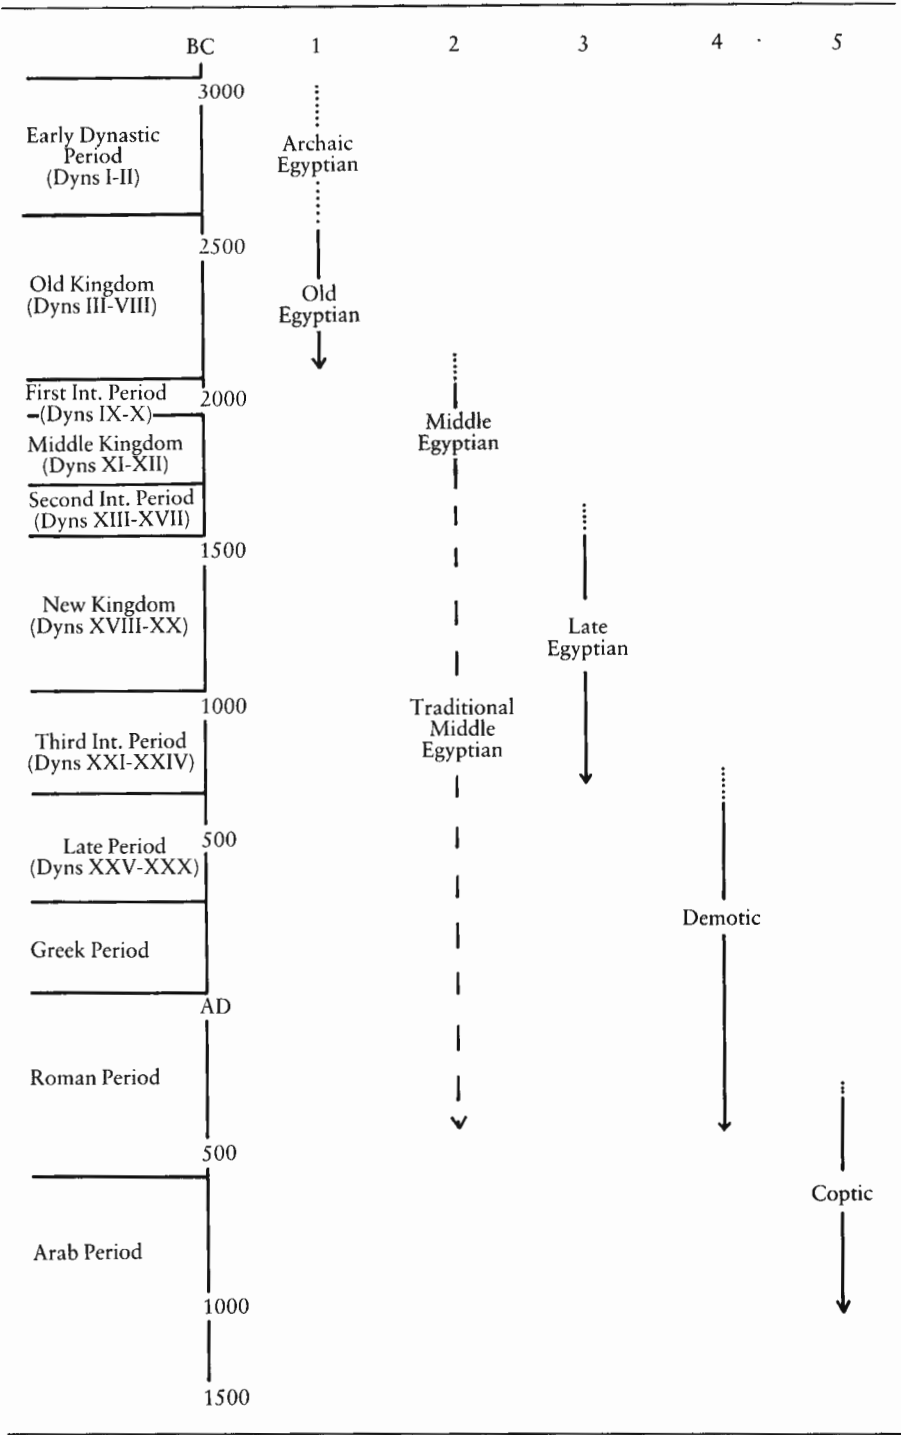 BC 1 2 3 4 5
3000
Early Dynastic
Period
(Dyns I-II)
Archaic
Egyptian
2500
Old Kingdom
(Dyns III-VIII)
Old
Egyptian
First Int. Period
(Dyns IX-X)
2000
Middle
Egyptian
Middle Kingdom
(Dyns XI-XII)
Second Int. Period
(Dyns XIII-XVII)
1500
New Kingdom
(Dyns XVIII-XX)
Late
Egyptian
1000
Traditional
Middle
Egyptian
Third Int. Period
(Dyns XXI-XXIV)
500
Late Period
(Dyns XXV-XXX)
Demotic
Greek Period
AD
Roman Period
500
Coptic
Arab Period
1000
1500